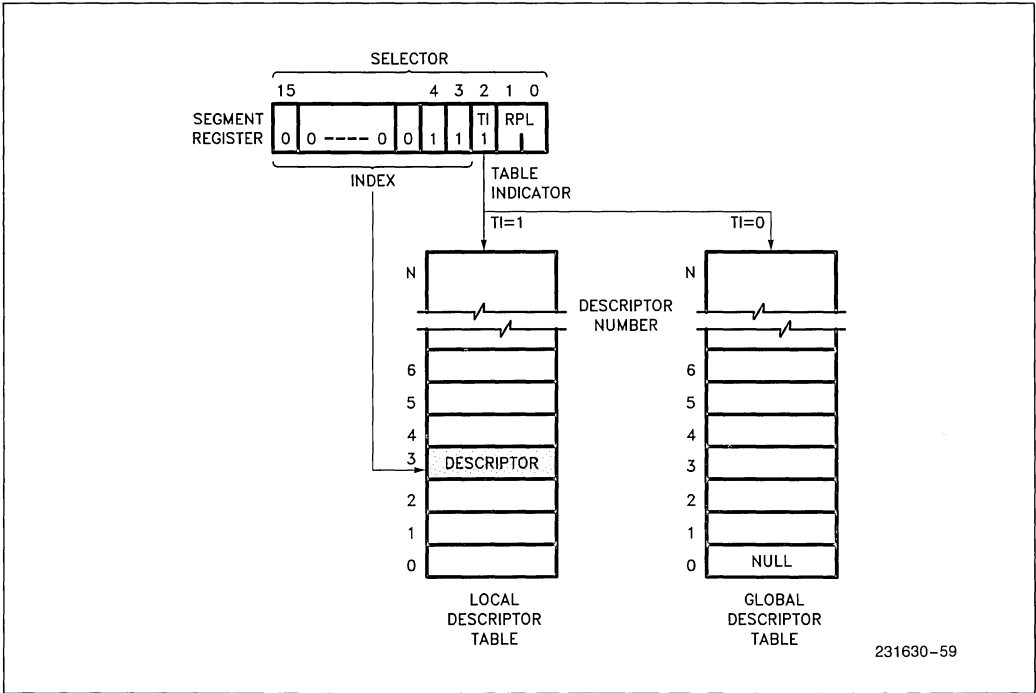 SELECTOR
15 4 3 2 1 0
SEGMENT
REGISTER
TI RPL
0 0 ---- 0 0 1 1 1
INDEX
TABLE
INDICATOR
TI=1
TI=0
N
N
DESCRIPTOR
NUMBER
6
6
5
5
4
4
3 DESCRIPTOR
3
2
2
1
1
0
0 NULL
LOCAL
DESCRIPTOR
TABLE
GLOBAL
DESCRIPTOR
TABLE
231630-59